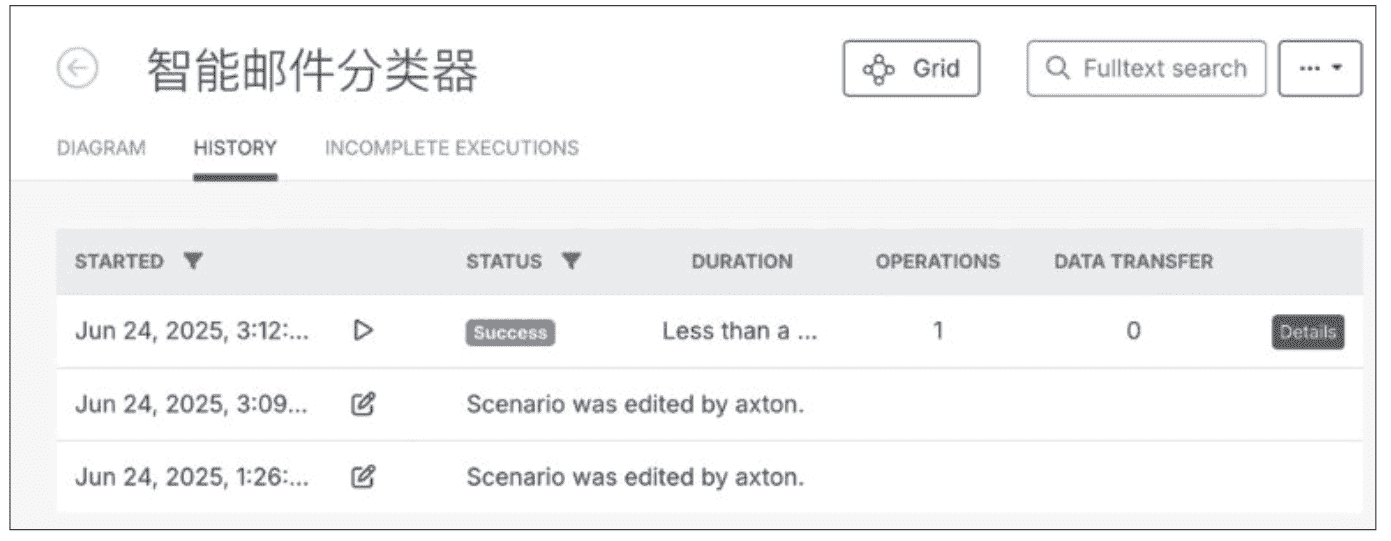 智能邮件分类器 Grid Fulltext search ...
DIAGRAM HISTORY INCOMPLETE EXECUTIONS
STARTED STATUS DURATION OPERATIONS DATA TRANSFER
Jun 24, 2025, 3:12:... Success Less than a ... 1 0 Details
Jun 24, 2025, 3:09... Scenario was edited by axton.
Jun 24, 2025, 1:26:... Scenario was edited by axton.